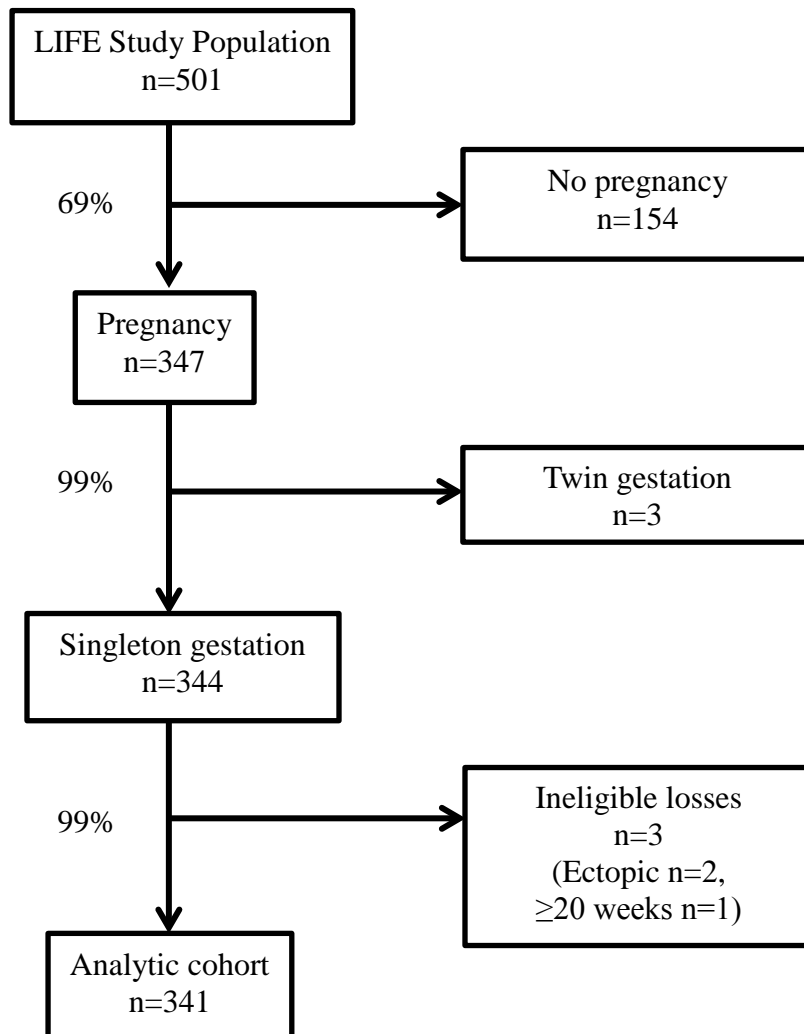 LIFE Study Population
n=501
69%
No pregnancy
n=154
Pregnancy
n=347
99%
Twin gestation
n=3
Singleton gestation
n=344
99%
Ineligible losses
n=3
(Ectopic n=2,
≥20 weeks n=1)
Analytic cohort
n=341